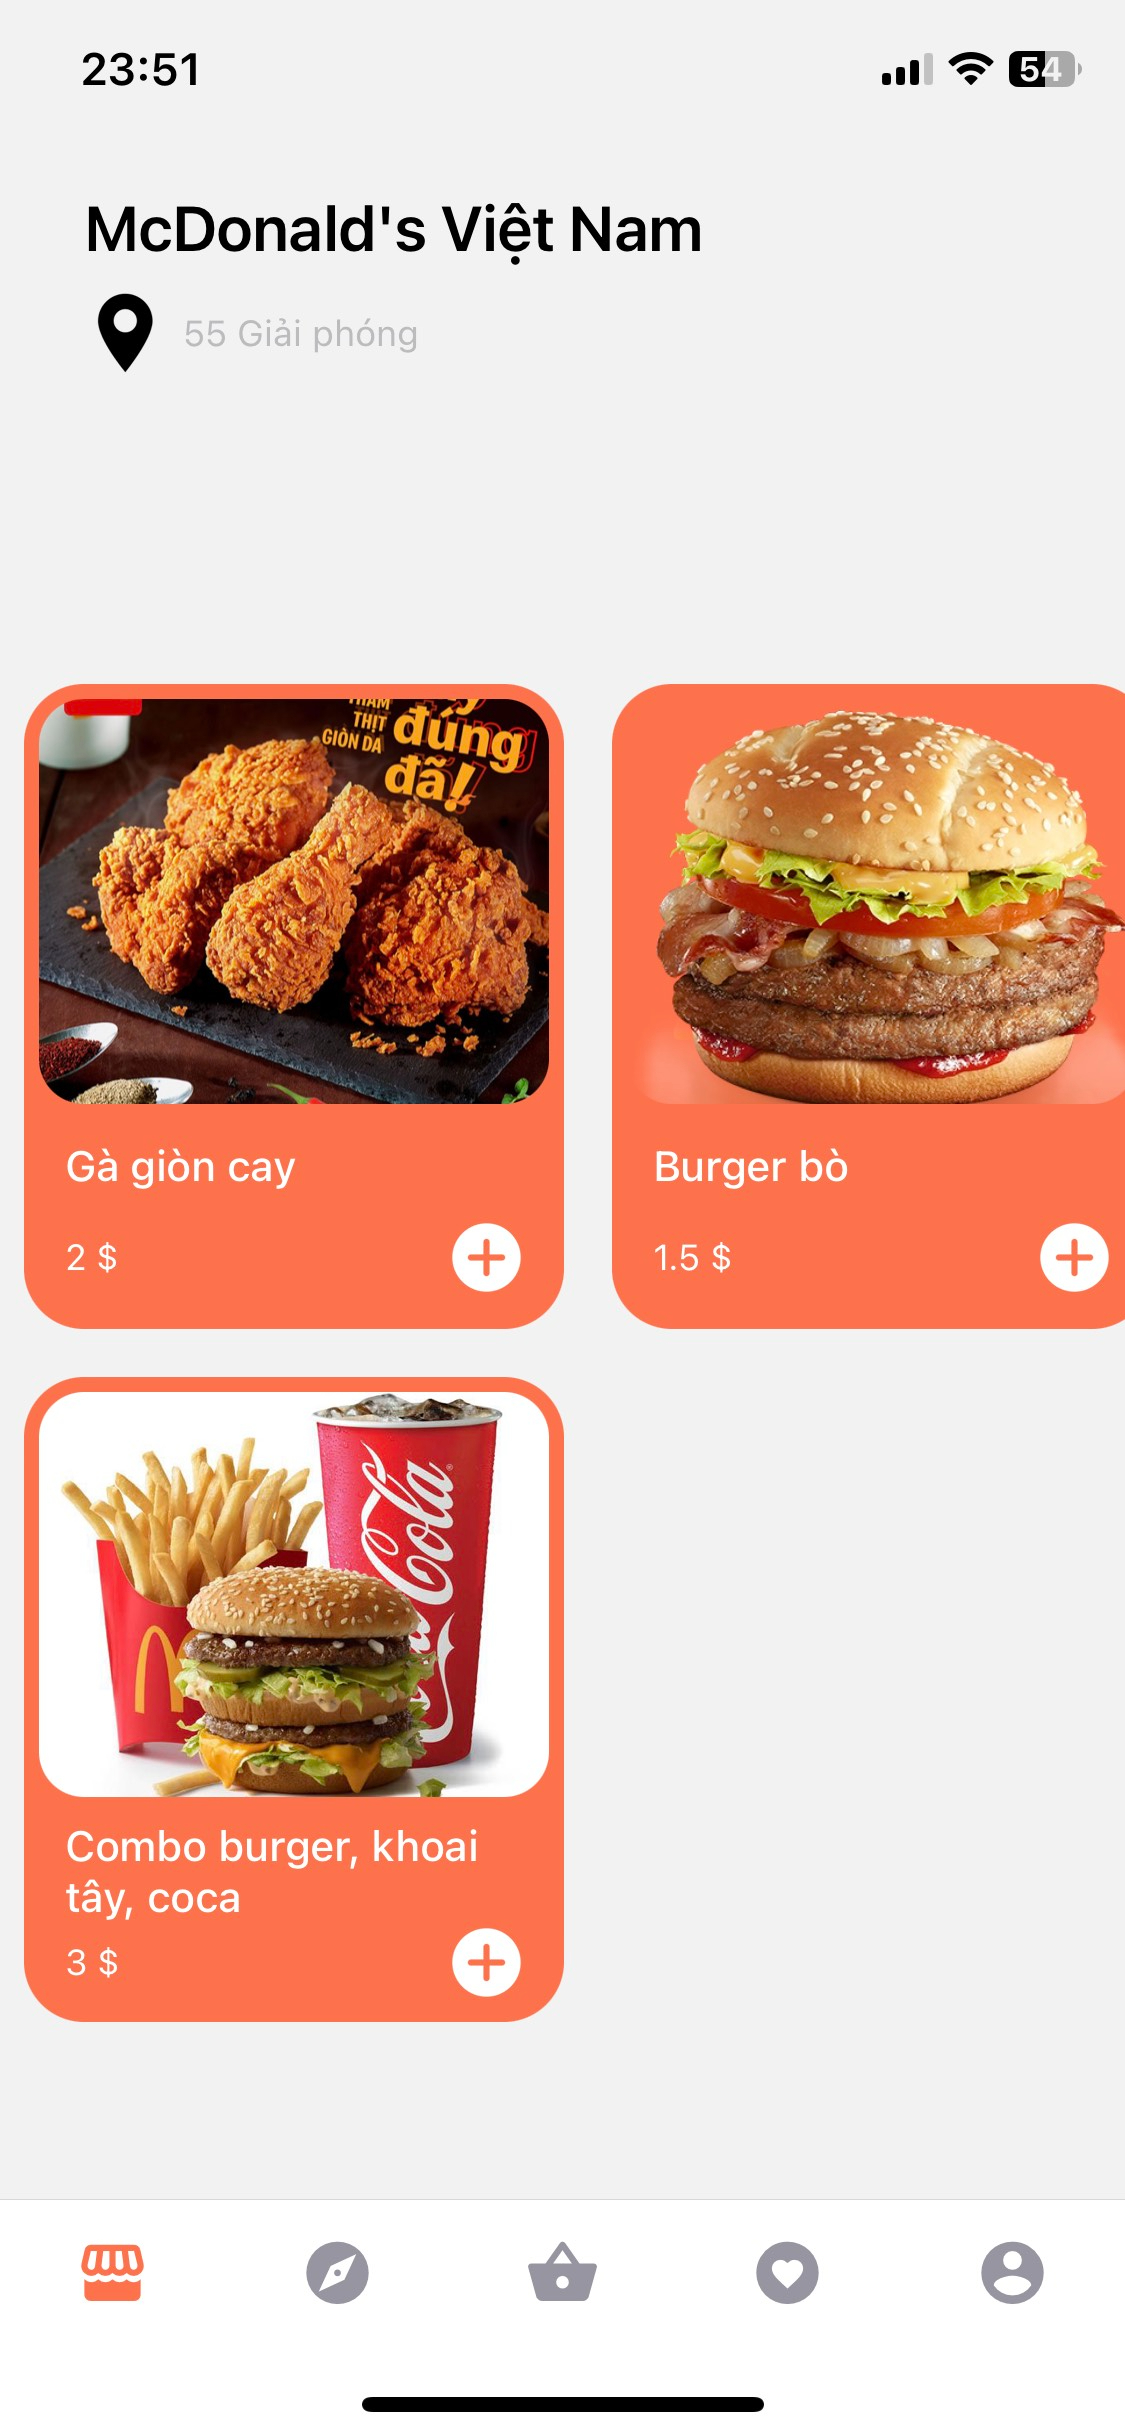 23:51
54
McDonald's Việt Nam
55 Giải phóng
THỊT
GIÒN DA
đúng
đã!
Gà giòn cay
2 $
Burger bò
1.5 $
Cola
Combo burger, khoai
tây, coca
3 $